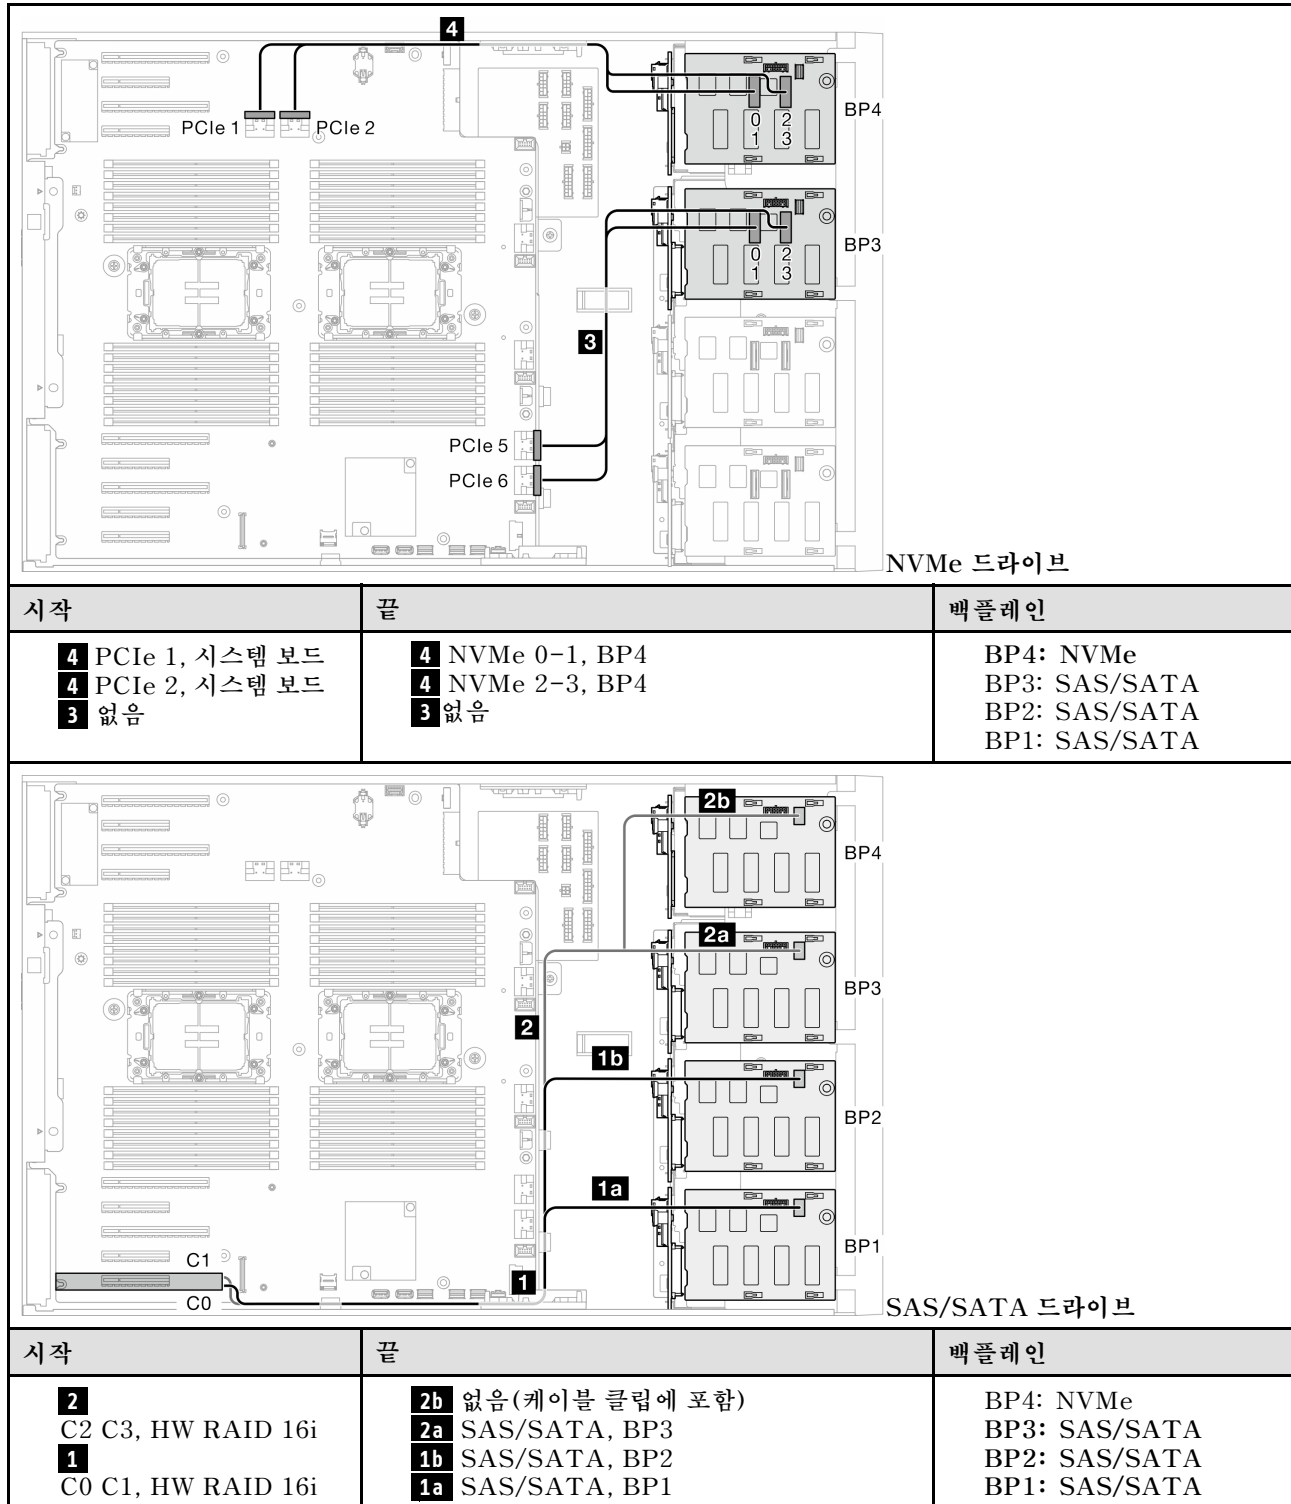 4
PCIe 1
PCIe 2
0
1
2
3
BP4
0
1
2
3
BP3
3
PCIe 5
PCIe 6
NVMe 드라이브
시작
끝
백플레인
4 PCIe 1, 시스템 보드
4 PCIe 2, 시스템 보드
3 없음
4 NVMe 0-1, BP4
4 NVMe 2-3, BP4
3 없음
BP4: NVMe
BP3: SAS/SATA
BP2: SAS/SATA
BP1: SAS/SATA
2b
BP4
2a
BP3
2
1b
BP2
1a
BP1
C1
C0
1
SAS/SATA 드라이브
시작
끝
백플레인
2
C2 C3, HW RAID 16i
1
C0 C1, HW RAID 16i
2b 없음(케이블 클립에 포함)
2a SAS/SATA, BP3
1b SAS/SATA, BP2
1a SAS/SATA, BP1
BP4: NVMe
BP3: SAS/SATA
BP2: SAS/SATA
BP1: SAS/SATA